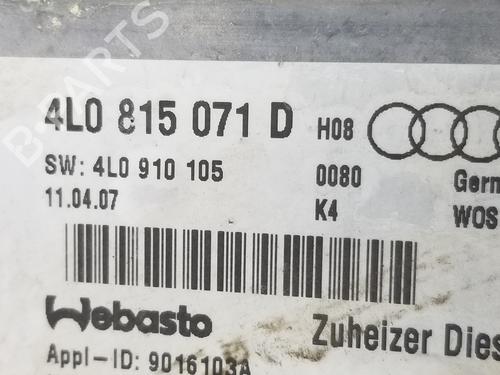 4L0 815 071 D H08
SW: 4L0 910 105 0080 Germ
11.04.07 K4 WOS
Webasto Zuheizer Dies
Appl-ID: 9016103A
B-PARTS